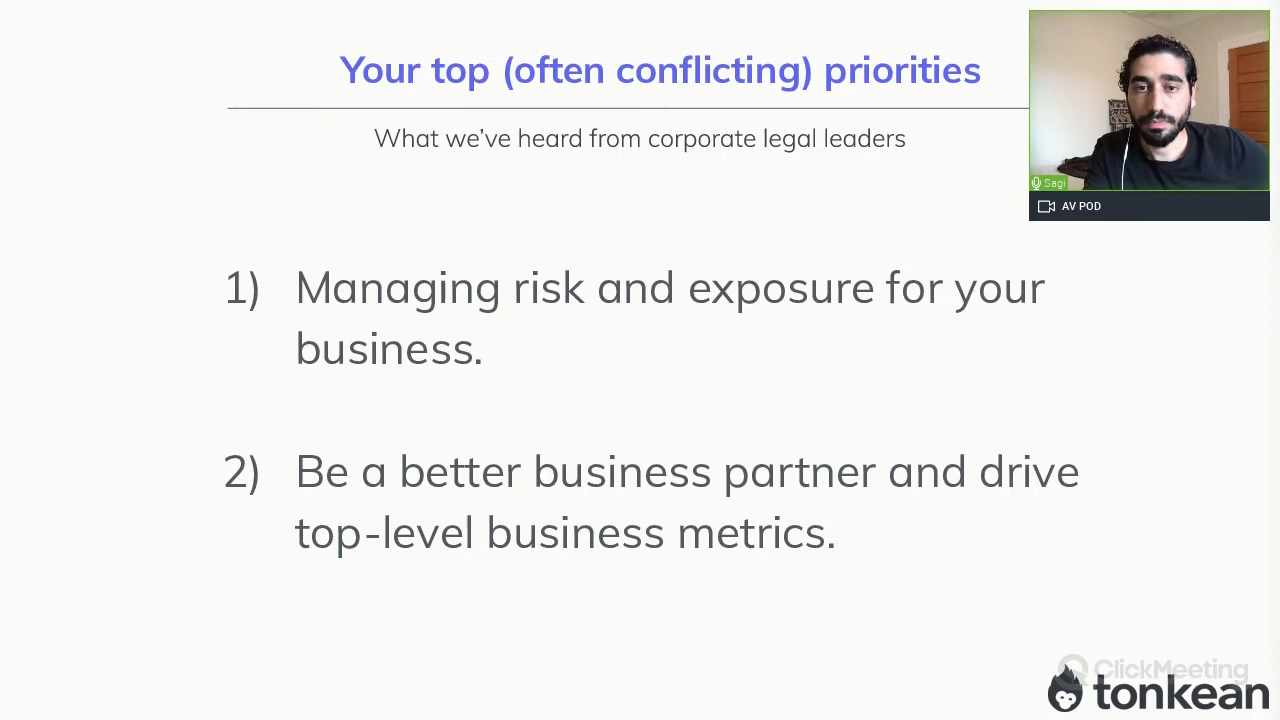 Your top (often conflicting) priorities
What we've heard from corporate legal leaders
Sagi
AV POD
1) Managing risk and exposure for your
business.
2) Be a better business partner and drive
top-level business metrics.
ClickMeeting
tonkean